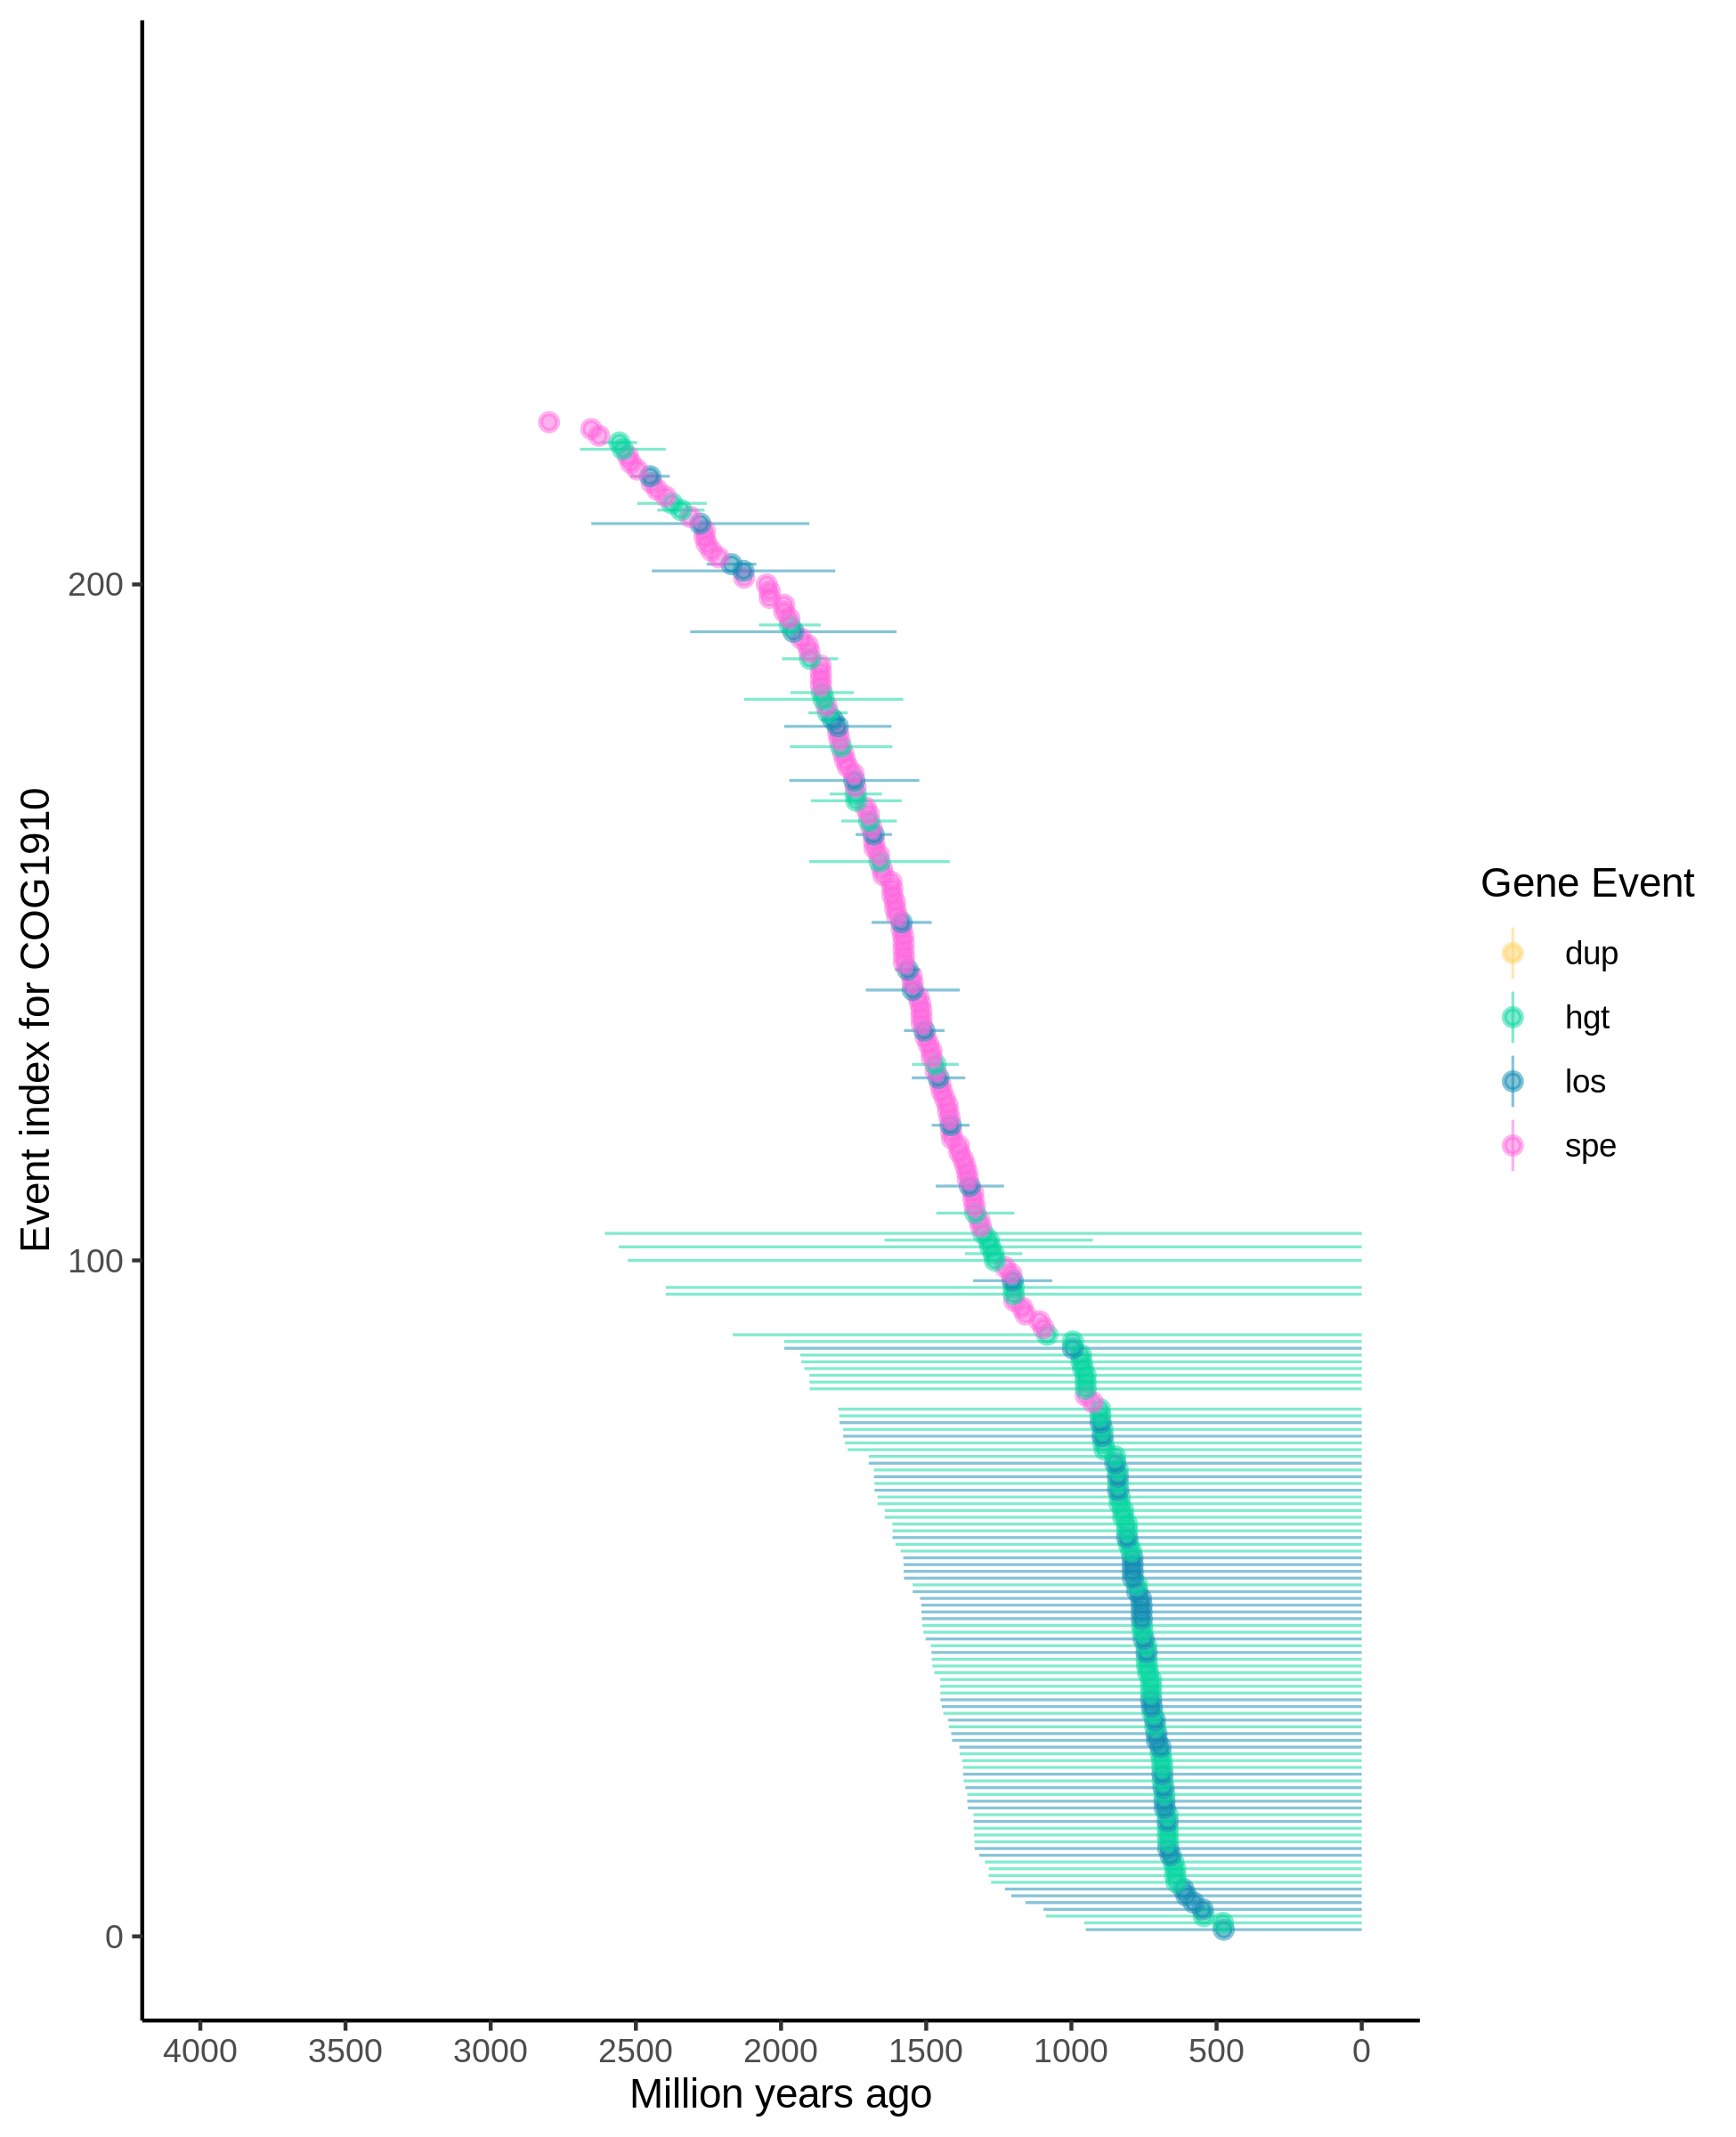 Event index for COG1910
200
100
0
4000 3500 3000 2500 2000 1500 1000 500 0
Million years ago
Gene Event
dup
hgt
los
spe